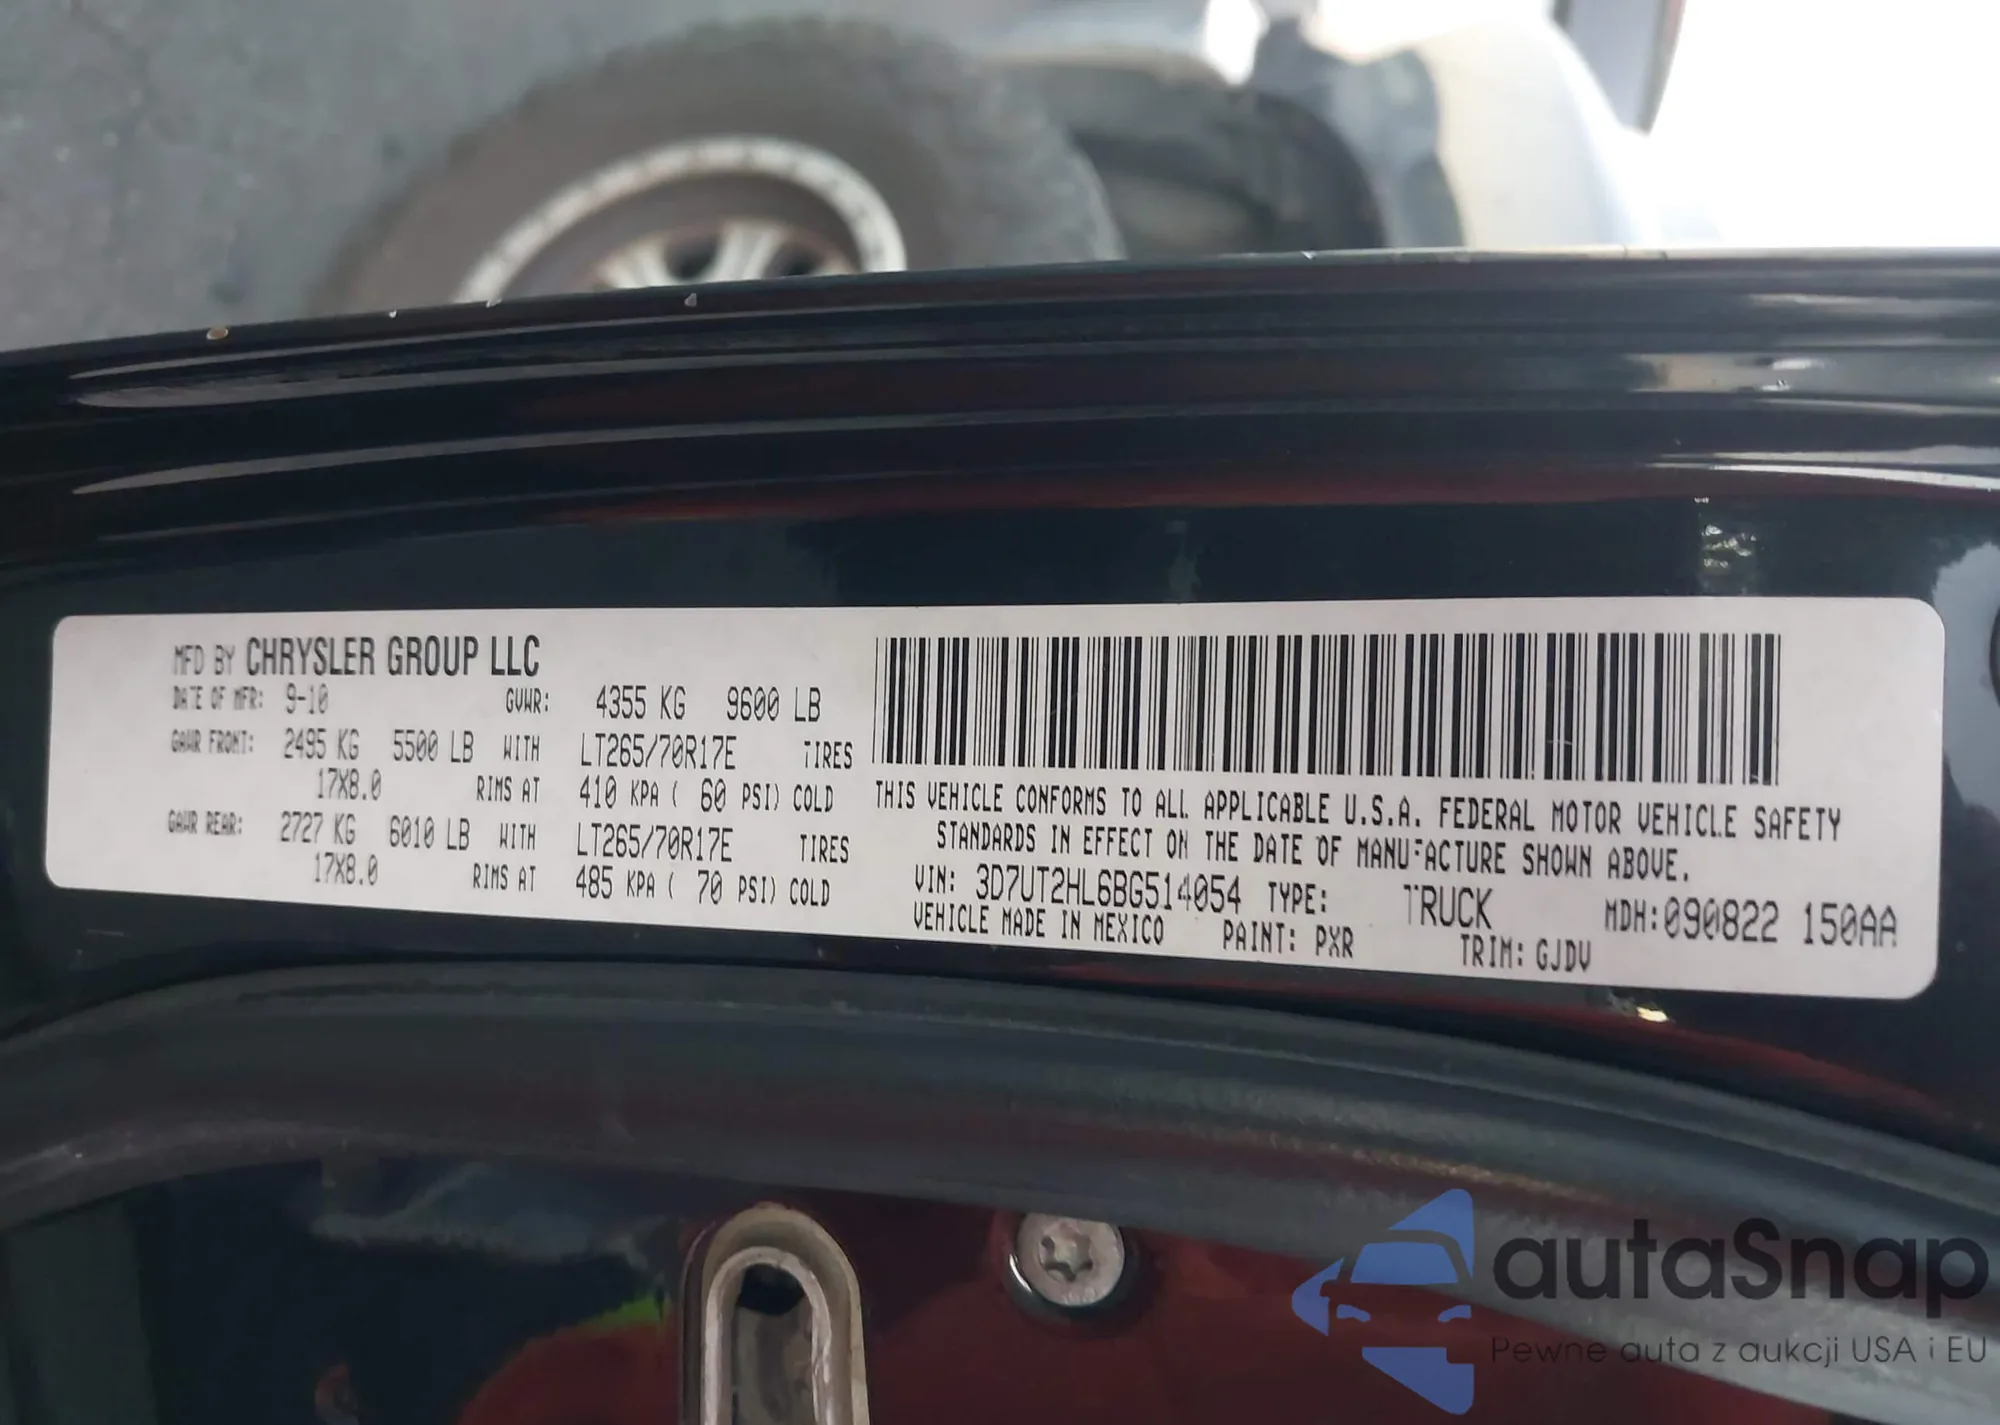 MFD BY CHRYSLER GROUP LLC
DATE OF MFR: 9-10 GVWR: 4355 KG 9600 LB
GAWR FRONT: 2495 KG 5500 LB WITH LT265/70R17E TIRES
17X8.0 RIMS AT 410 KPA ( 60 PSI) COLD
GAWR REAR: 2727 KG 6010 LB WITH LT265/70R17E TIRES
17X8.0 RIMS AT 485 KPA ( 70 PSI) COLD
THIS VEHICLE CONFORMS TO ALL APPLICABLE U.S.A. FEDERAL MOTOR VEHICLE SAFETY
STANDARDS IN EFFECT ON THE DATE OF MANUFACTURE SHOWN ABOVE.
VIN: 3D7UT2HL6BG514054 TYPE: TRUCK MDH:090822 150AA
VEHICLE MADE IN MEXICO PAINT: PXR TRIM: GJDV
autaSnap
Pewne auta z aukcji USA i EU